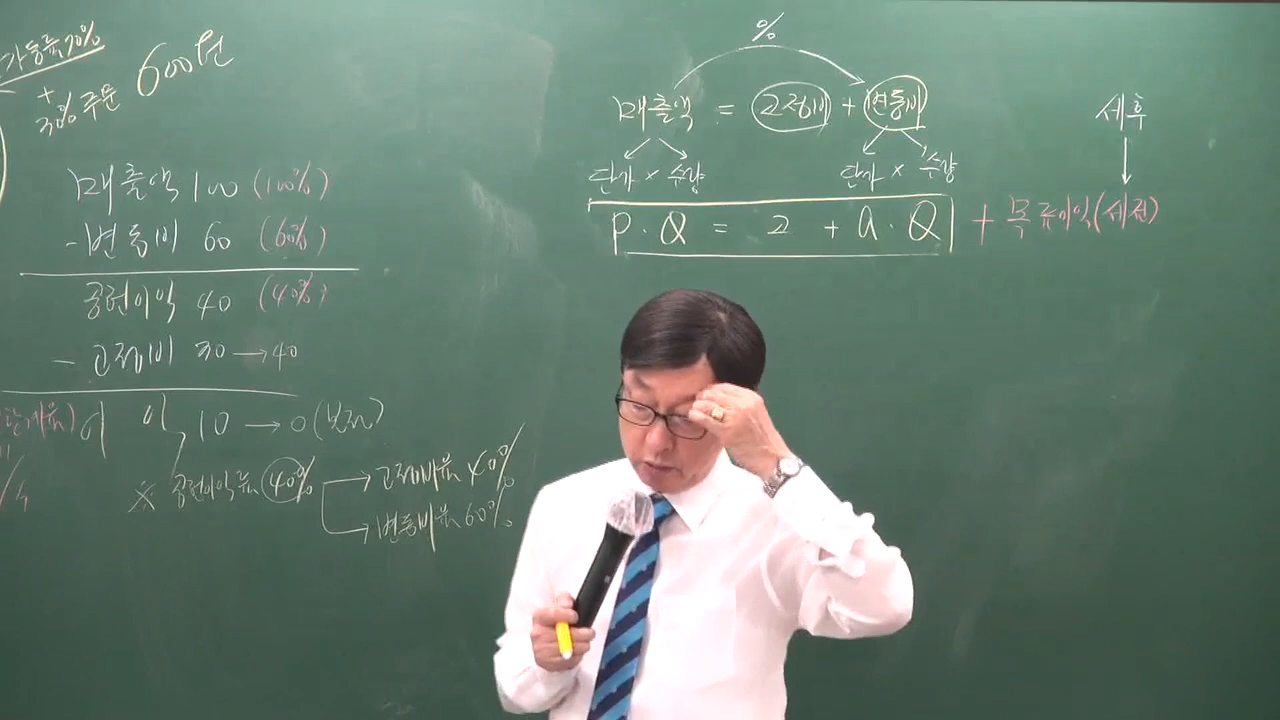 가동률 70%
+
30% 주문
600원
매출액 100 (100%)
- 변동비 60 (60%)
공헌이익 40 (40%)
- 고정비 30 → 40
이 익 10 → 0 (보전)
※ 공헌이익률 40% → 고정비율 40%
→ 변동비율 60%
%
매출액 = 고정비 + 변동비
단가 × 수량 단가 × 수량
P · Q = 고 + a · Q + 목표이익(세전)
세후